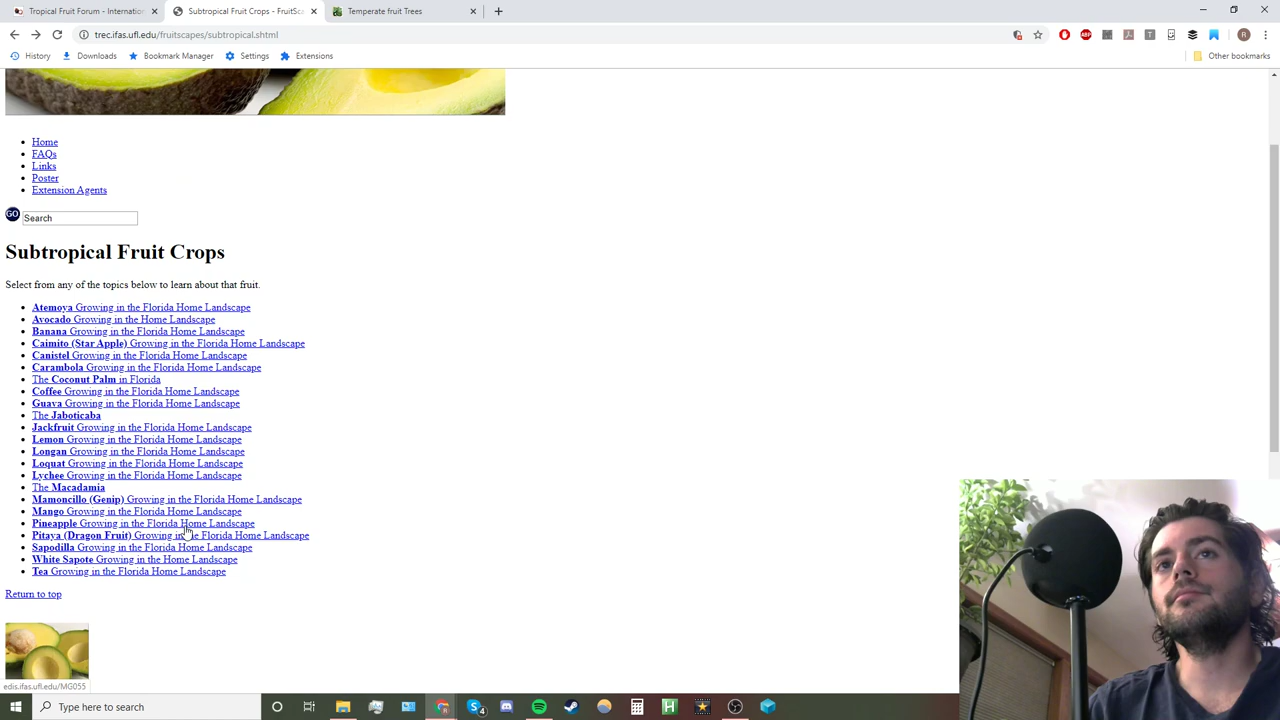 Tropical Fruit Forum - Internation
Subtropical Fruit Crops - FruitSca
Temperate fruit Trees
trec.ifas.ufl.edu/fruitscapes/subtropical.shtml
ABP
T
R
History
Downloads
Bookmark Manager
Settings
Extensions
Other bookmarks
Home
FAQs
Links
Poster
Extension Agents
GO
Search
Subtropical Fruit Crops
Select from any of the topics below to learn about that fruit.
Atemoya Growing in the Florida Home Landscape
Avocado Growing in the Home Landscape
Banana Growing in the Florida Home Landscape
Caimito (Star Apple) Growing in the Florida Home Landscape
Canistel Growing in the Florida Home Landscape
Carambola Growing in the Florida Home Landscape
The Coconut Palm in Florida
Coffee Growing in the Florida Home Landscape
Guava Growing in the Florida Home Landscape
The Jaboticaba
Jackfruit Growing in the Florida Home Landscape
Lemon Growing in the Florida Home Landscape
Longan Growing in the Florida Home Landscape
Loquat Growing in the Florida Home Landscape
Lychee Growing in the Florida Home Landscape
The Macadamia
Mamoncillo (Genip) Growing in the Florida Home Landscape
Mango Growing in the Florida Home Landscape
Pineapple Growing in the Florida Home Landscape
Pitaya (Dragon Fruit) Growing in the Florida Home Landscape
Sapodilla Growing in the Florida Home Landscape
White Sapote Growing in the Home Landscape
Tea Growing in the Florida Home Landscape
Return to top
edis.ifas.ufl.edu/MG055
Type here to search
4
H